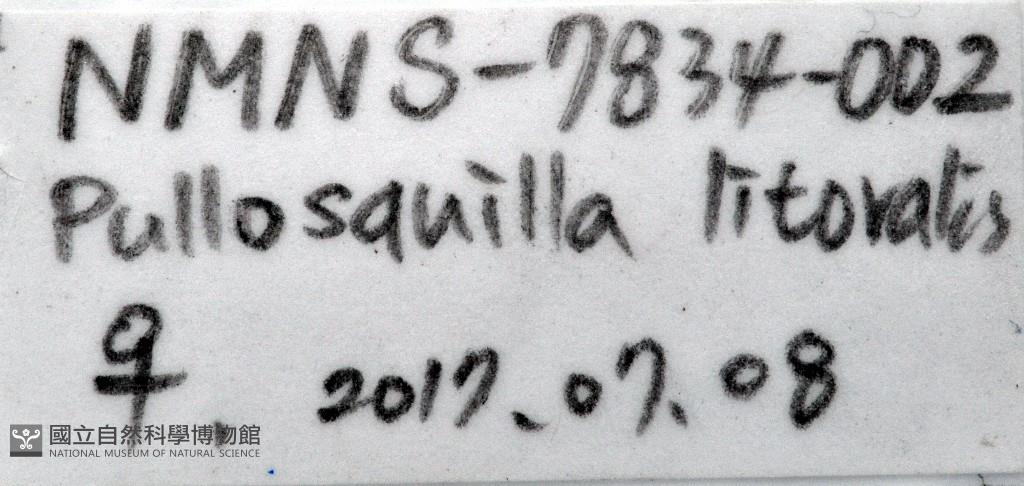 NMNS-7834-002
Pullosquilla litoralis
♀. 2017.07.08
國立自然科學博物館
NATIONAL MUSEUM OF NATURAL SCIENCE